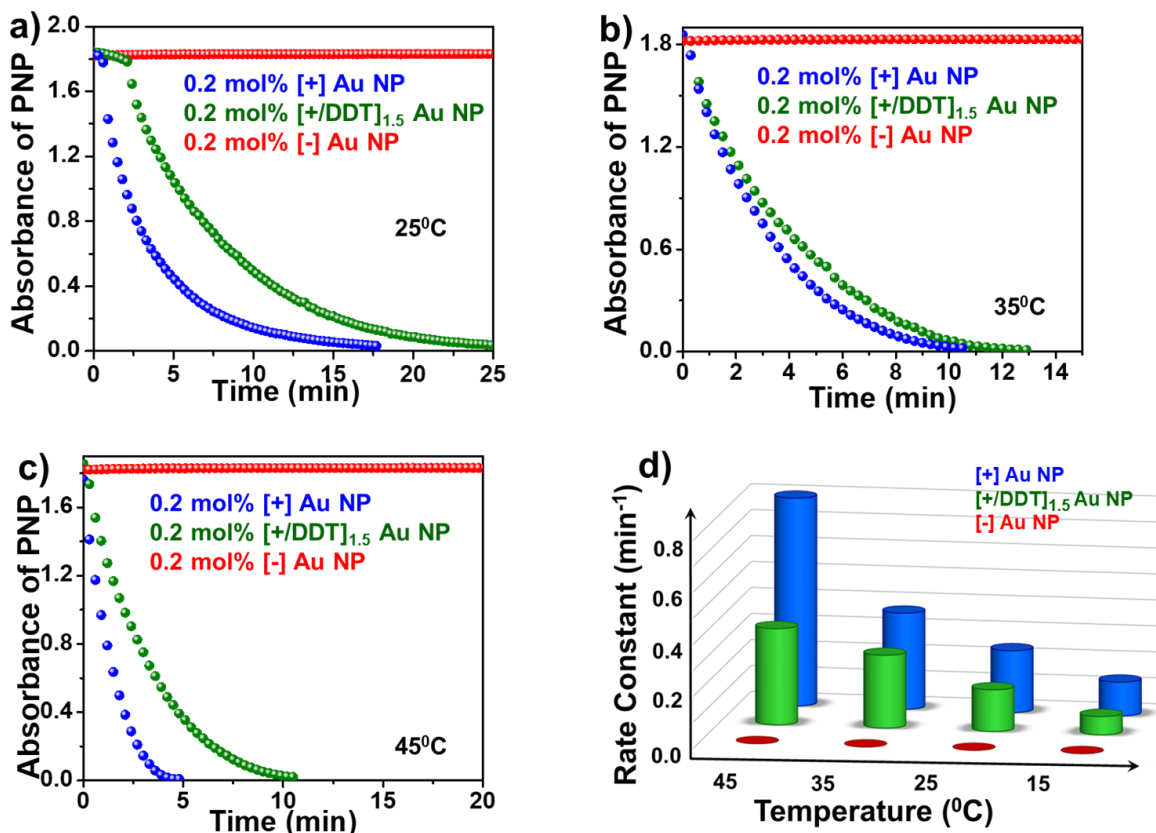 a)
Absorbance of PNP
2.0
1.6
1.2
0.8
0.4
0.0
0.2 mol% [+] Au NP
0.2 mol% [+/DDT]1.5 Au NP
0.2 mol% [-] Au NP
25⁰C
0 5 10 15 20 25
Time (min)
b)
Absorbance of PNP
1.8
1.2
0.6
0.0
0.2 mol% [+] Au NP
0.2 mol% [+/DDT]1.5 Au NP
0.2 mol% [-] Au NP
35⁰C
0 2 4 6 8 10 12 14
Time (min)
c)
Absorbance of PNP
1.6
1.2
0.8
0.4
0.0
0.2 mol% [+] Au NP
0.2 mol% [+/DDT]1.5 Au NP
0.2 mol% [-] Au NP
45⁰C
0 5 10 15 20
Time (min)
d)
Rate Constant (min-1)
[+] Au NP
[+/DDT]1.5 Au NP
[-] Au NP
0.8
0.6
0.4
0.2
0.0
45 35 25 15
Temperature (⁰C)